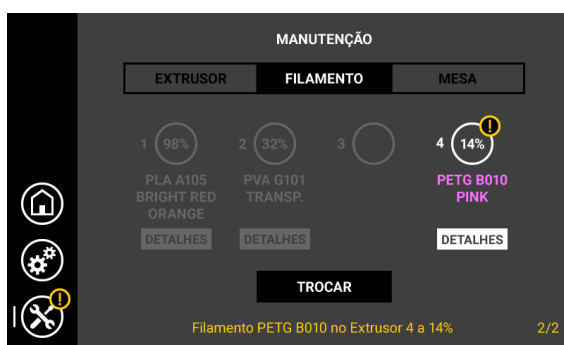 MANUTENÇÃO
EXTRUSOR FILAMENTO MESA
1 98% 2 32% 3 4 14% !
PLA A105 PVA G101 PETG B010
BRIGHT RED TRANSP. PINK
ORANGE
DETALHES DETALHES DETALHES
TROCAR
!
Filamento PETG B010 no Extrusor 4 a 14% 2/2